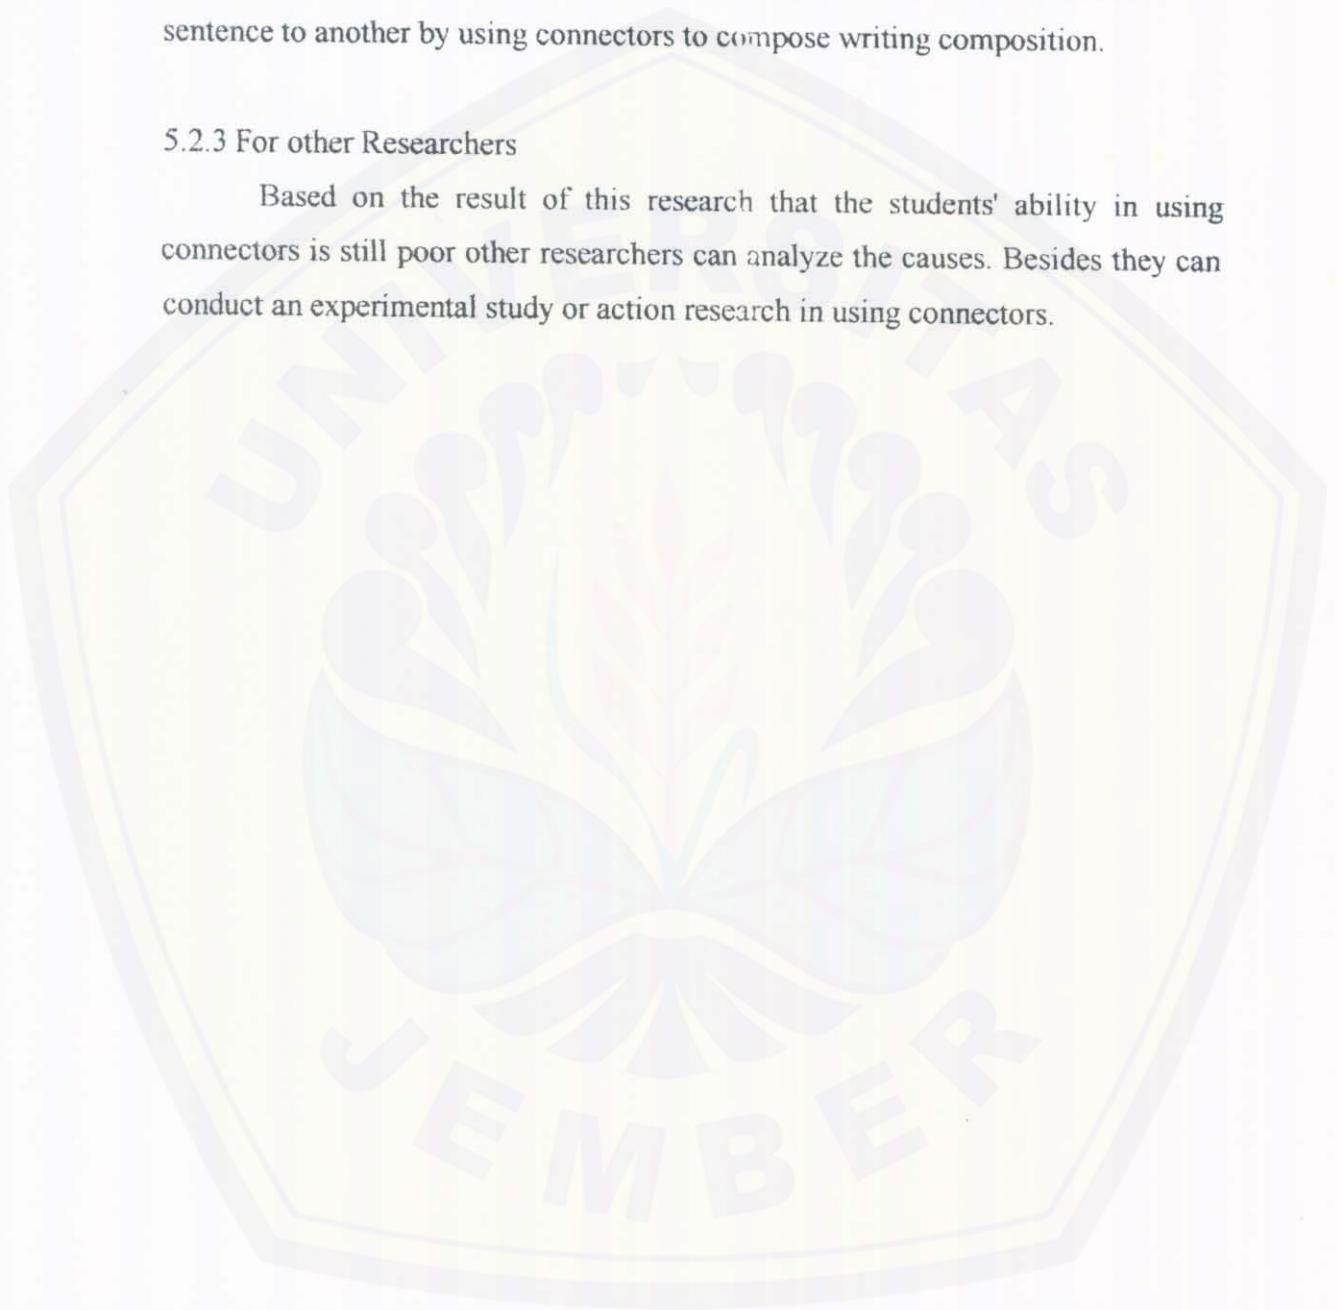 sentence to another by using connectors to compose writing composition.
5.2.3 For other Researchers
Based on the result of this research that the students' ability in using
connectors is still poor other researchers can analyze the causes. Besides they can
conduct an experimental study or action research in using connectors.
UNIVERSITAS
JEMBER